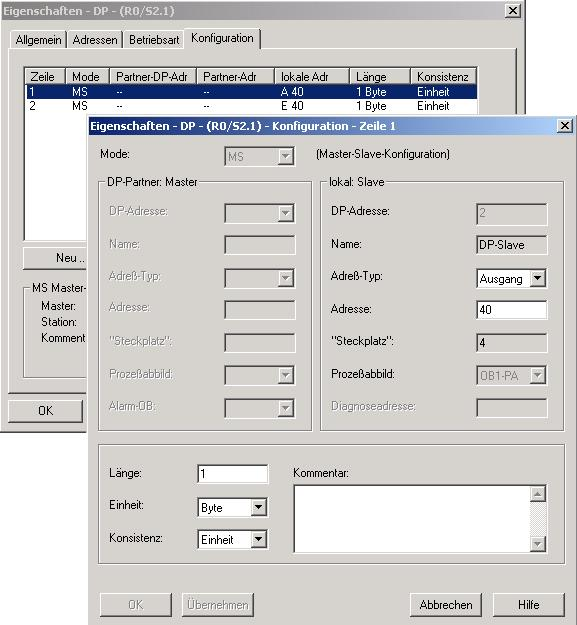 Eigenschaften - DP - (R0/S2.1)
Allgemein Adressen Betriebsart Konfiguration
Zeile Mode Partner-DP-Adr Partner-Adr lokale Adr Länge Konsistenz
1 MS -- -- A 40 1 Byte Einheit
2 MS -- -- E 40 1 Byte Einheit
Neu ..
MS Master-
Master:
Station:
Komment
OK
Eigenschaften - DP - (R0/S2.1) - Konfiguration - Zeile 1
Mode: MS (Master-Slave-Konfiguration)
DP-Partner: Master
DP-Adresse:
Name:
Adreß-Typ:
Adresse:
"Steckplatz":
Prozeßabbild:
Alarm-OB:
lokal: Slave
DP-Adresse: 2
Name: DP-Slave
Adreß-Typ: Ausgang
Adresse: 40
"Steckplatz": 4
Prozeßabbild: OB1-PA
Diagnoseadresse:
Länge: 1
Einheit: Byte
Konsistenz: Einheit
Kommentar:
OK Übernehmen Abbrechen Hilfe